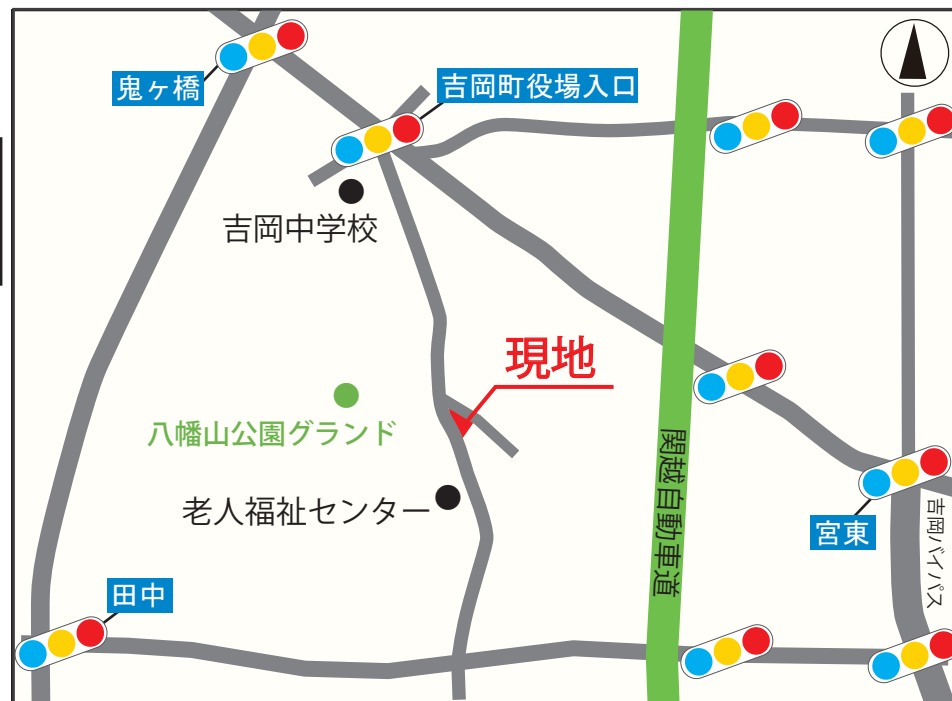 鬼ヶ橋
吉岡町役場入口
吉岡中学校
現地
八幡山公園グランド
関越自動車道
老人福祉センター
宮東
吉岡バイパス
田中